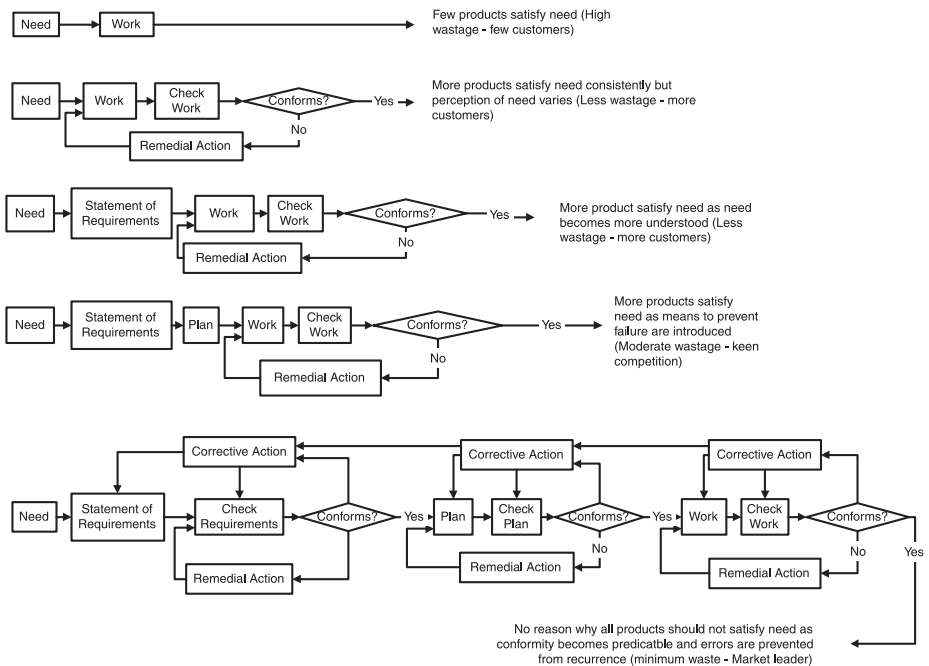 Need
Work
Few products satisfy need (High
wastage - few customers)
Need
Work
Check
Work
Conforms?
Yes
More products satisfy need consistently but
perception of need varies (Less wastage - more
customers)
No
Remedial Action
Need
Statement of
Requirements
Work
Check
Work
Conforms?
Yes
More product satisfy need as need
becomes more understood (Less
wastage - more customers)
No
Remedial Action
Need
Statement of
Requirements
Plan
Work
Check
Work
Conforms?
Yes
More products satisfy
need as means to prevent
failure are introduced
(Moderate wastage - keen
competition)
No
Remedial Action
Corrective Action
Corrective Action
Corrective Action
Need
Statement of
Requirements
Check
Requirements
Conforms?
Yes
Plan
Check
Plan
Conforms?
Yes
Work
Check
Work
Conforms?
No
No
Yes
Remedial Action
Remedial Action
Remedial Action
No reason why all products should not satisfy need as
conformity becomes predicatble and errors are prevented
from recurrence (minimum waste - Market leader)